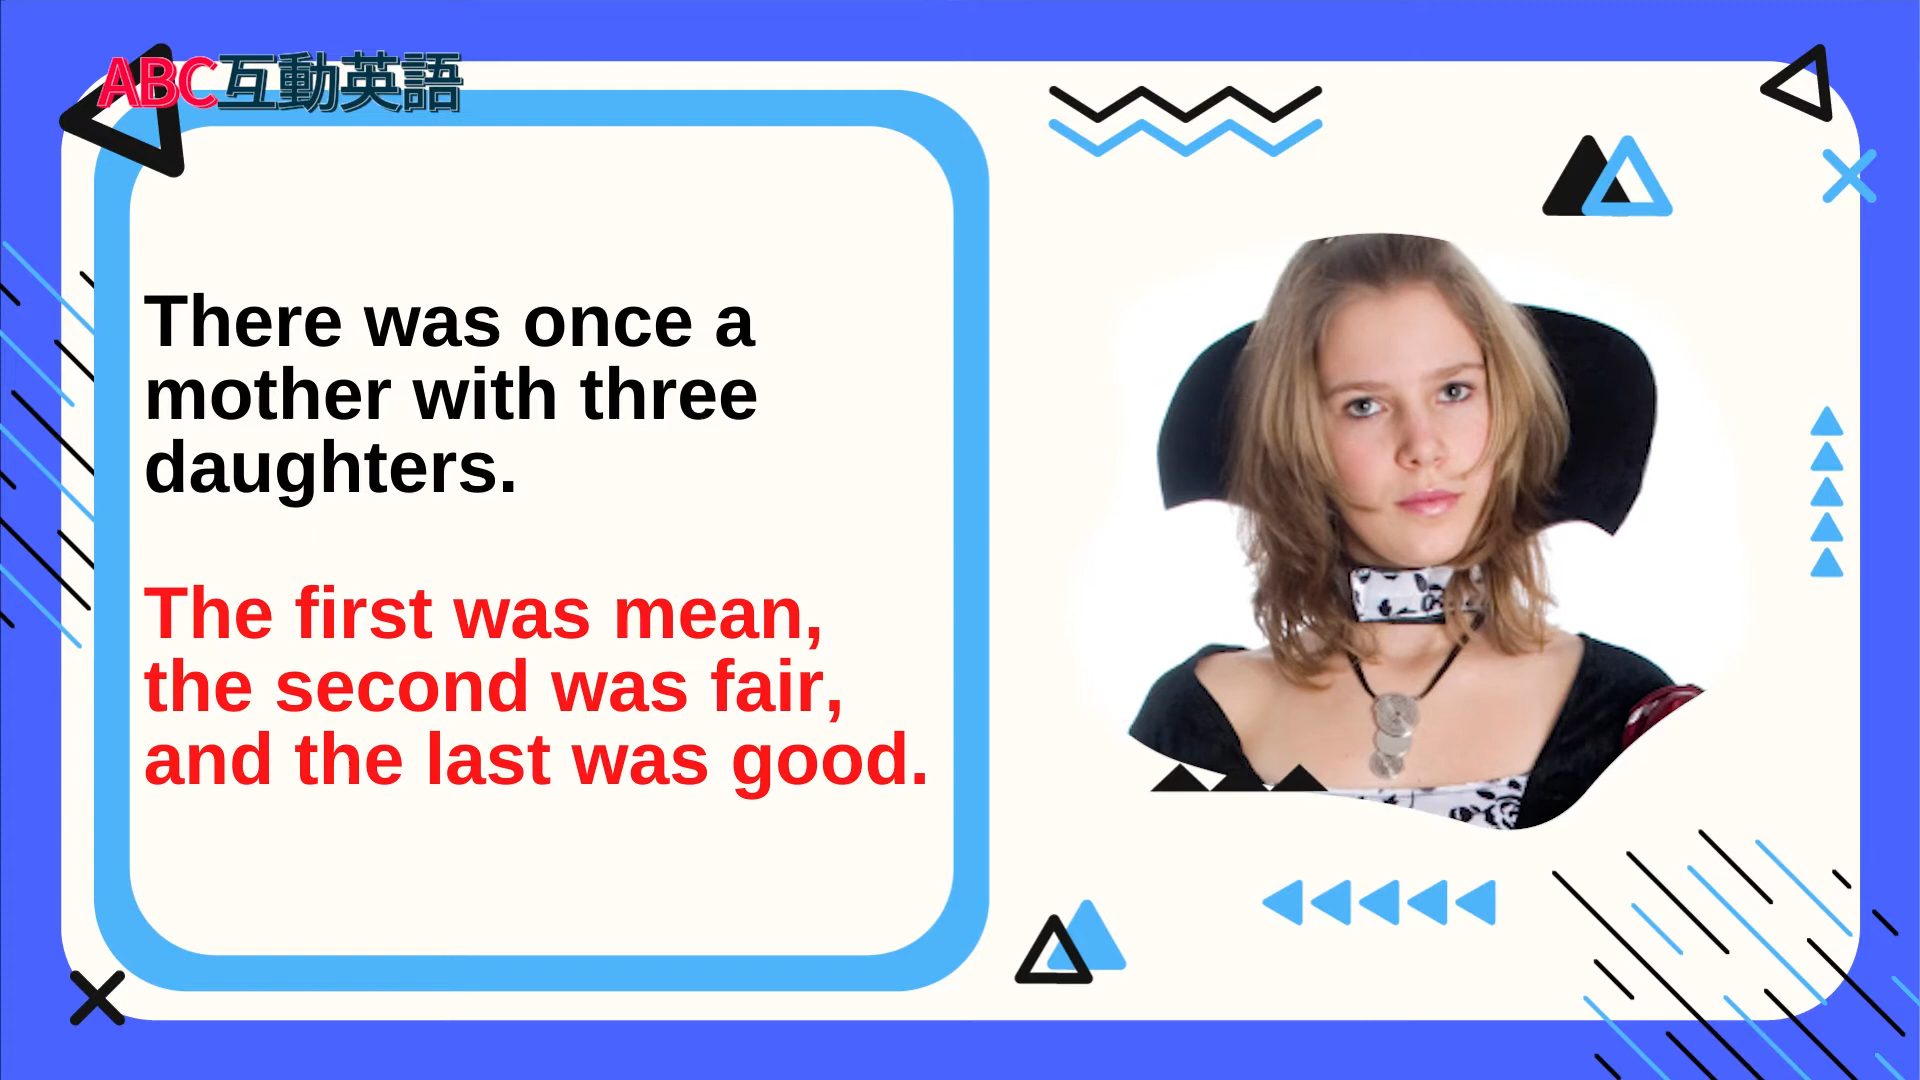 ABC互動英語
There was once a
mother with three
daughters.
The first was mean,
the second was fair,
and the last was good.